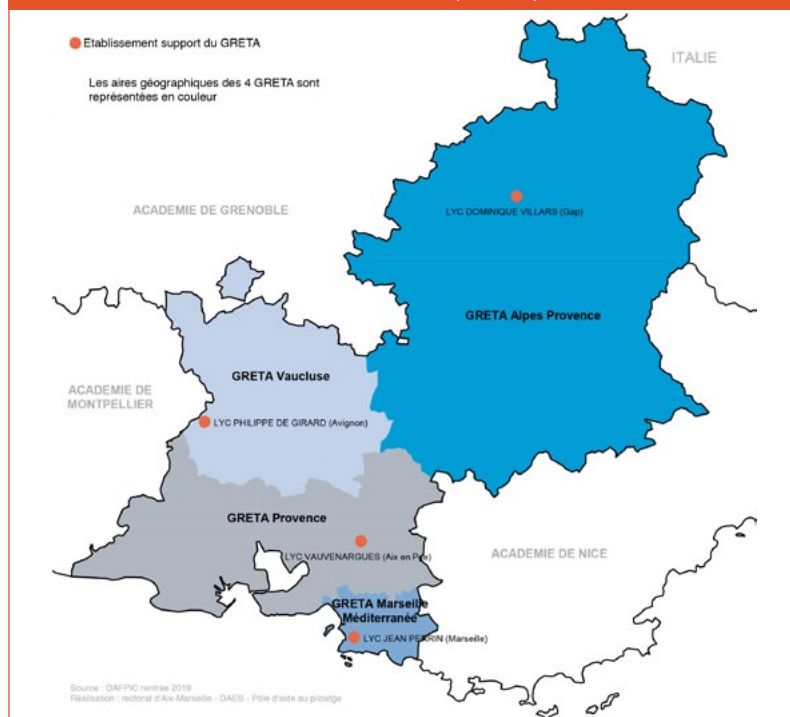 Etablissement support du GRETA
Les aires géographiques des 4 GRETA sont
représentées en couleur
ITALIE
LYC DOMINIQUE VILLARS (Gap)
ACADEMIE DE GRENOBLE
GRETA Alpes Provence
GRETA Vaucluse
ACADEMIE DE
MONTPELLIER
LYC PHILIPPE DE GIRARD (Avignon)
GRETA Provence
LYC VAUVENARGUES (Aix en Pce)
ACADEMIE DE NICE
GRETA Marseille
Méditerranée
LYC JEAN PERRIN (Marseille)
Source : DAFPIC rentrée 2019
Réalisation : rectorat d'Aix-Marseille - DAES - Pôle d'aide au pilotage